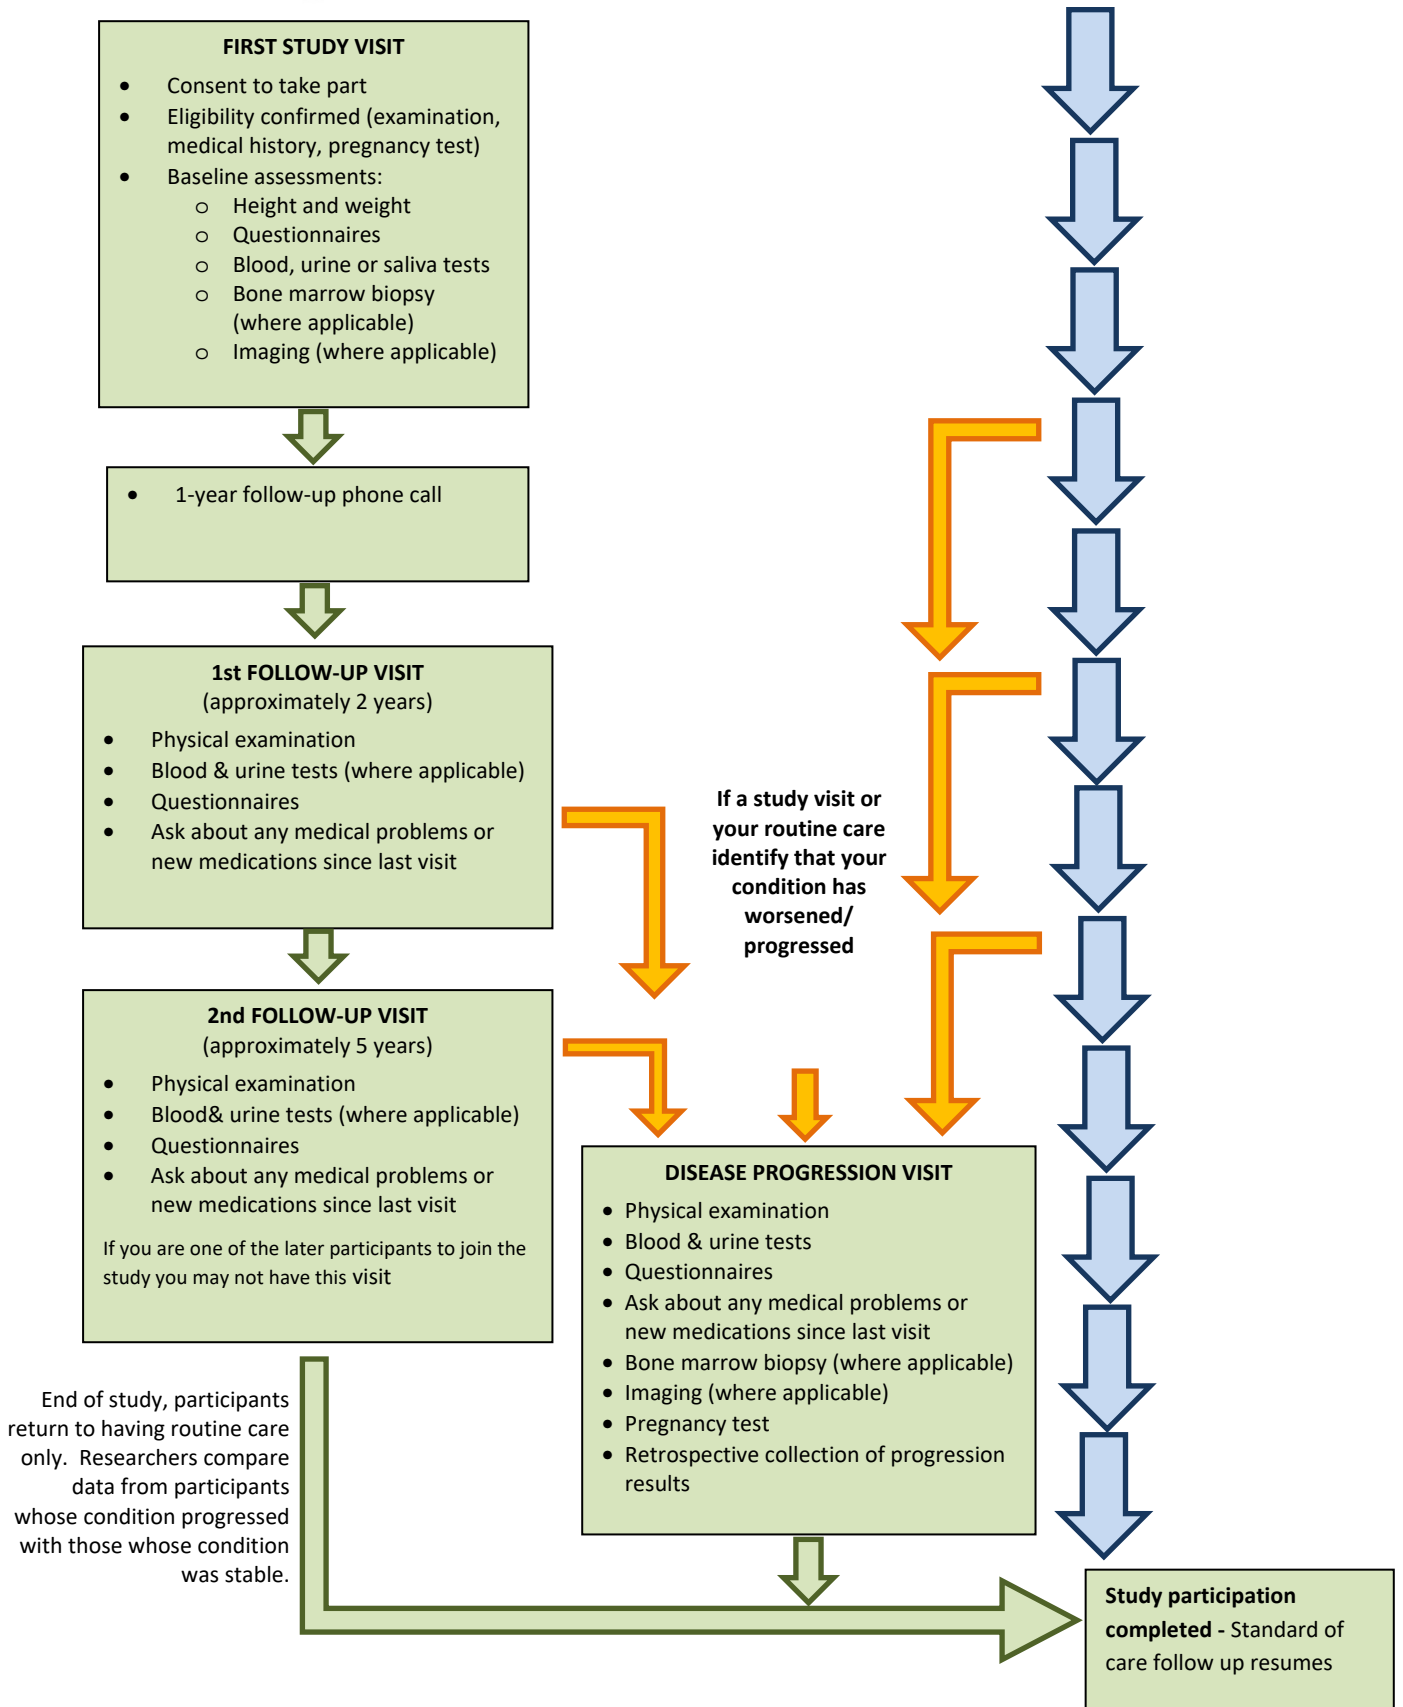 FIRST STUDY VISIT
• Consent to take part
• Eligibility confirmed (examination,
medical history, pregnancy test)
• Baseline assessments:
o Height and weight
o Questionnaires
o Blood, urine or saliva tests
o Bone marrow biopsy
(where applicable)
o Imaging (where applicable)
• 1-year follow-up phone call
1st FOLLOW-UP VISIT
(approximately 2 years)
• Physical examination
• Blood & urine tests (where applicable)
• Questionnaires
• Ask about any medical problems or
new medications since last visit
If a study visit or
your routine care
identify that your
condition has
worsened/
progressed
2nd FOLLOW-UP VISIT
(approximately 5 years)
• Physical examination
• Blood& urine tests (where applicable)
• Questionnaires
• Ask about any medical problems or
new medications since last visit
If you are one of the later participants to join the
study you may not have this visit
DISEASE PROGRESSION VISIT
• Physical examination
• Blood & urine tests
• Questionnaires
• Ask about any medical problems or
new medications since last visit
• Bone marrow biopsy (where applicable)
• Imaging (where applicable)
• Pregnancy test
• Retrospective collection of progression
results
End of study, participants
return to having routine care
only. Researchers compare
data from participants
whose condition progressed
with those whose condition
was stable.
Study participation
completed - Standard of
care follow up resumes